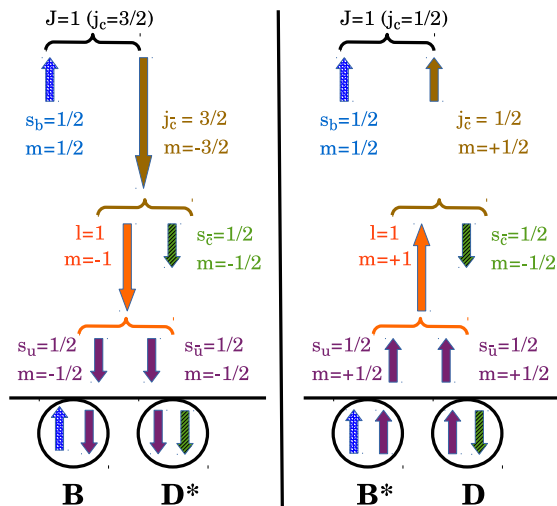 J=1 (j_c=3/2)
s_b=1/2
m=1/2
j_c̄ = 3/2
m=-3/2
l=1
m=-1
s_c̄=1/2
m=-1/2
s_u=1/2
m=-1/2
s_ū=1/2
m=-1/2
B
D*
J=1 (j_c=1/2)
s_b=1/2
m=1/2
j_c̄ = 1/2
m=+1/2
l=1
m=+1
s_c̄=1/2
m=-1/2
s_u=1/2
m=+1/2
s_ū=1/2
m=+1/2
B*
D